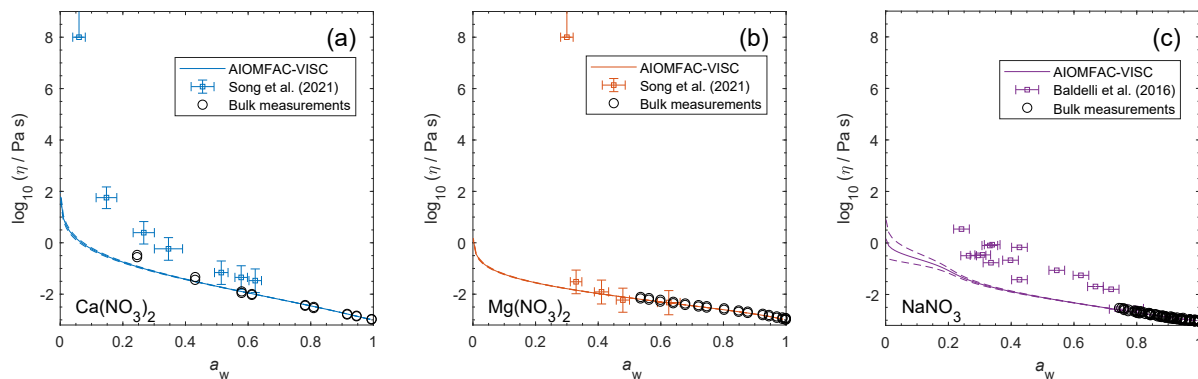 (a)
AIOMFAC-VISC
Song et al. (2021)
Bulk measurements
Ca(NO3)2
log10 (η / Pa s)
8
6
4
2
0
-2
0
0.2
0.4
0.6
0.8
1
aw
(b)
AIOMFAC-VISC
Song et al. (2021)
Bulk measurements
Mg(NO3)2
log10 (η / Pa s)
8
6
4
2
0
-2
0
0.2
0.4
0.6
0.8
1
aw
(c)
AIOMFAC-VISC
Baldelli et al. (2016)
Bulk measurements
NaNO3
log10 (η / Pa s)
8
6
4
2
0
-2
0
0.2
0.4
0.6
0.8
1
aw